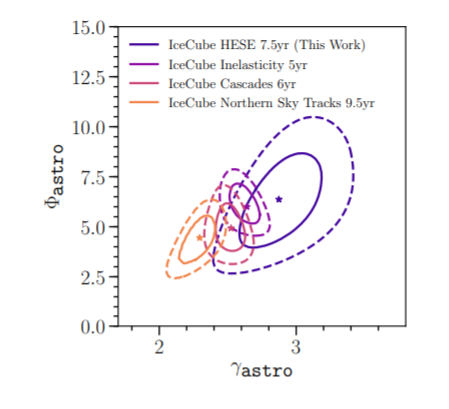 15.0
12.5
10.0
7.5
5.0
2.5
0.0
Φastro
IceCube HESE 7.5yr (This Work)
IceCube Inelasticity 5yr
IceCube Cascades 6yr
IceCube Northern Sky Tracks 9.5yr
2 3
γastro